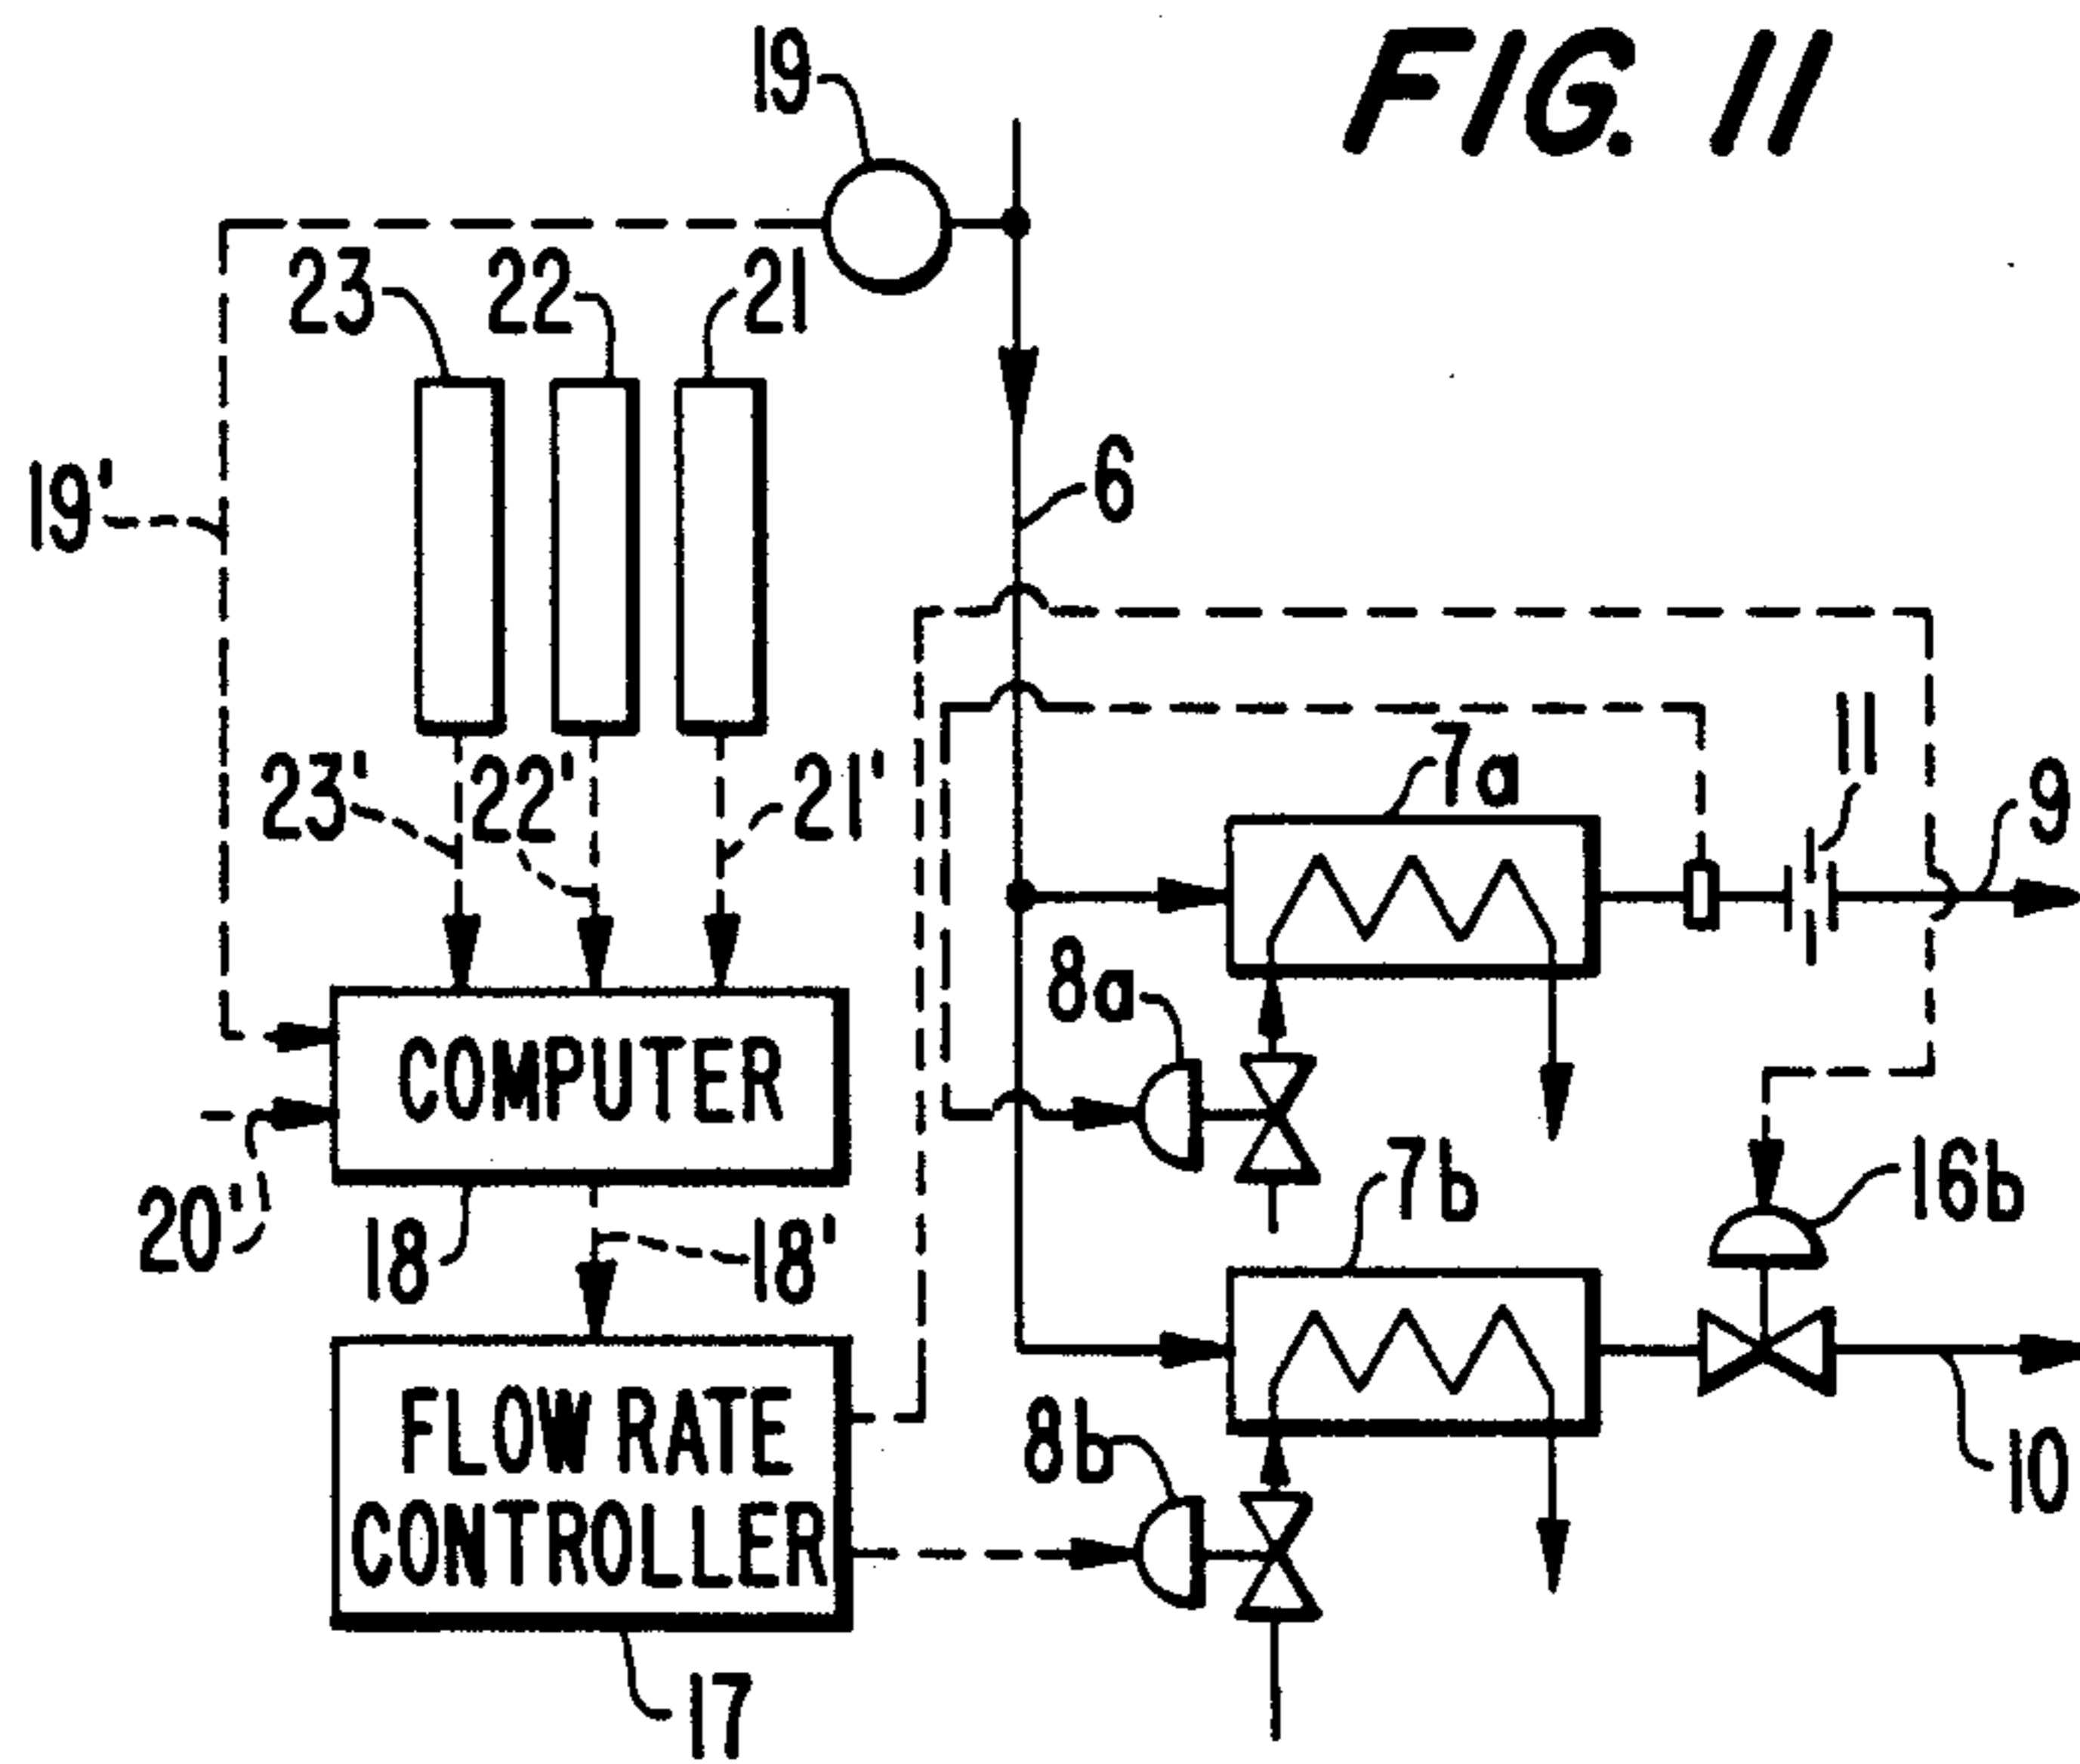 FIG. 11
19
23 22 21
19'
6
23' 22' 21'
7a
11
9
8a
COMPUTER
20'
18
18'
7b
16b
FLOW RATE
CONTROLLER
8b
10
17